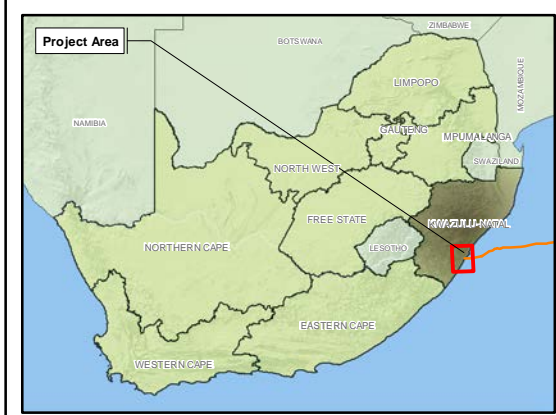 ZIMBABWE
Project Area
BOTSWANA
LIMPOPO
MOZAMBIQUE
NAMIBIA
GAUTENG
MPUMALANGA
SWAZILAND
NORTH WEST
FREE STATE
KWAZULU-NATAL
LESOTHO
NORTHERN CAPE
EASTERN CAPE
WESTERN CAPE